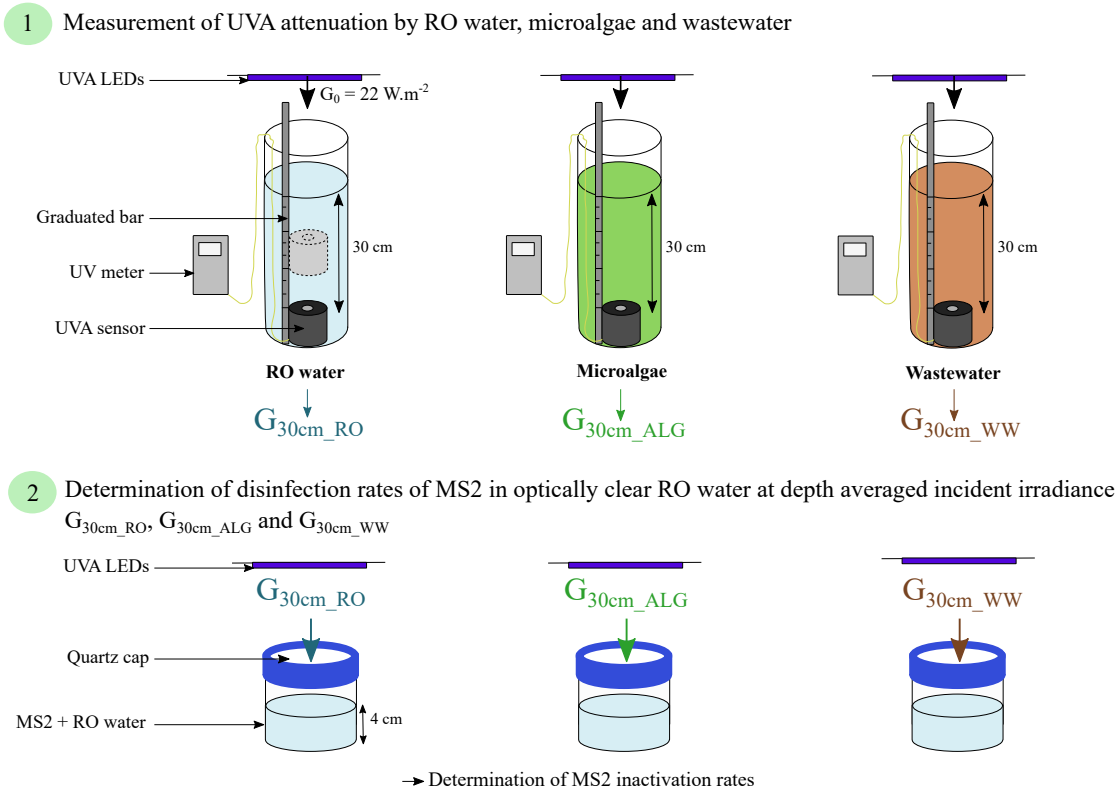 1 Measurement of UVA attenuation by RO water, microalgae and wastewater
UVA LEDs
G₀ = 22 W.m⁻²
Graduated bar
30 cm
30 cm
30 cm
UV meter
UVA sensor
RO water
Microalgae
Wastewater
G30cm_RO
G30cm_ALG
G30cm_WW
2 Determination of disinfection rates of MS2 in optically clear RO water at depth averaged incident irradiance
G30cm_RO, G30cm_ALG and G30cm_WW
UVA LEDs
G30cm_RO
G30cm_ALG
G30cm_WW
Quartz cap
MS2 + RO water
4 cm
Determination of MS2 inactivation rates